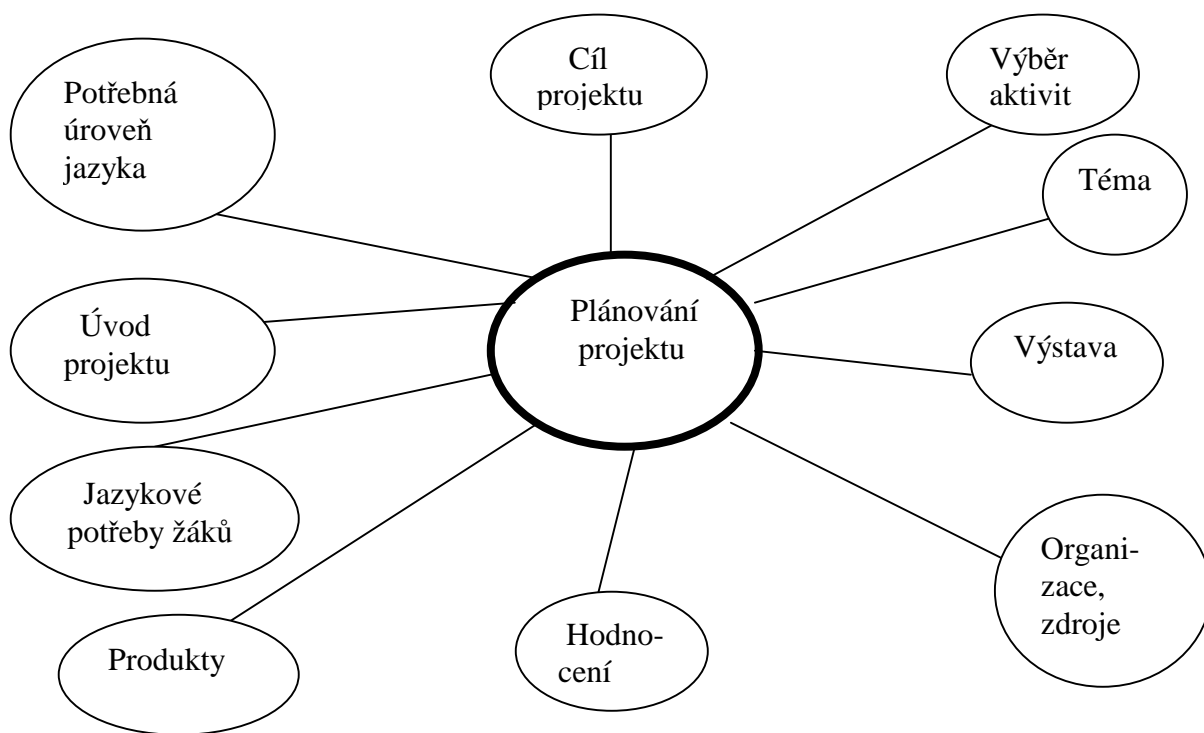 Potřebná
úroveň
jazyka
Cíl
projektu
Výběr
aktivit
Téma
Úvod
projektu
Plánování
projektu
Výstava
Jazykové
potřeby žáků
Organi-
zace,
zdroje
Produkty
Hodno-
cení